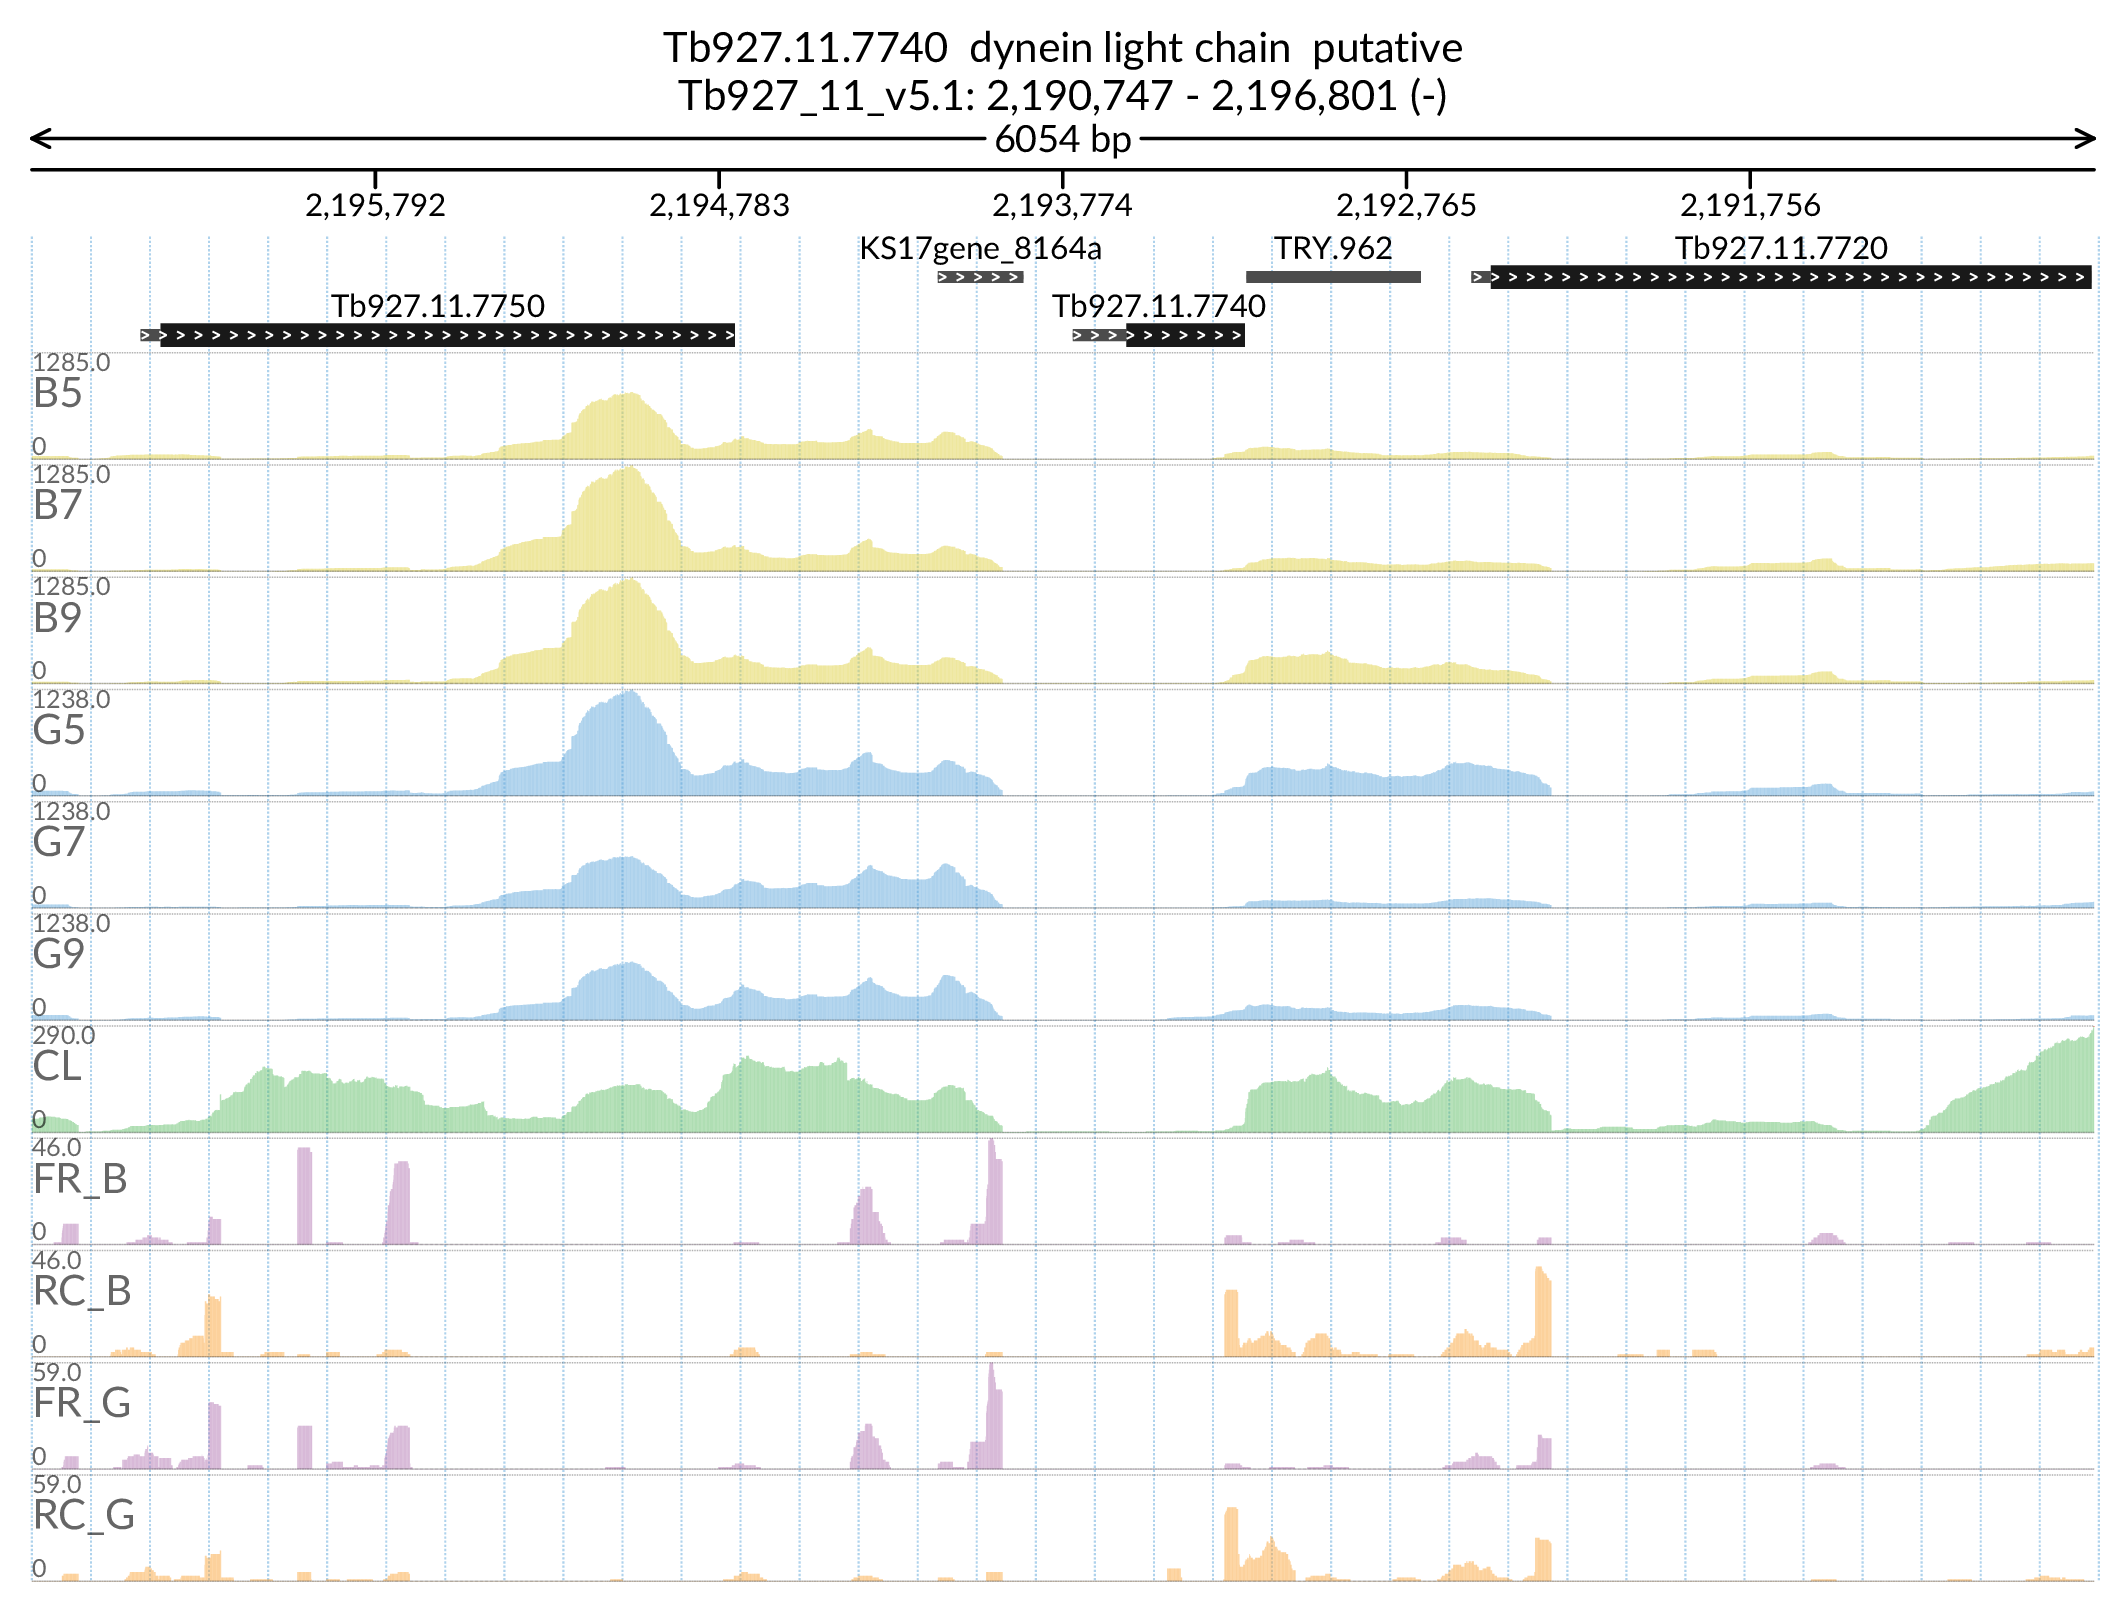 Tb927.11.7740  dynein light chain  putative
Tb927_11_v5.1: 2,190,747 - 2,196,801 (-)
6054 bp
2,195,792 2,194,783 2,193,774 2,192,765 2,191,756
KS17gene_8164a TRY.962 Tb927.11.7720
Tb927.11.7750 Tb927.11.7740
1285.0
B5
0
1285.0
B7
0
1285.0
B9
0
1238.0
G5
0
1238.0
G7
0
1238.0
G9
0
290.0
CL
0
46.0
FR_B
0
46.0
RC_B
0
59.0
FR_G
0
59.0
RC_G
0